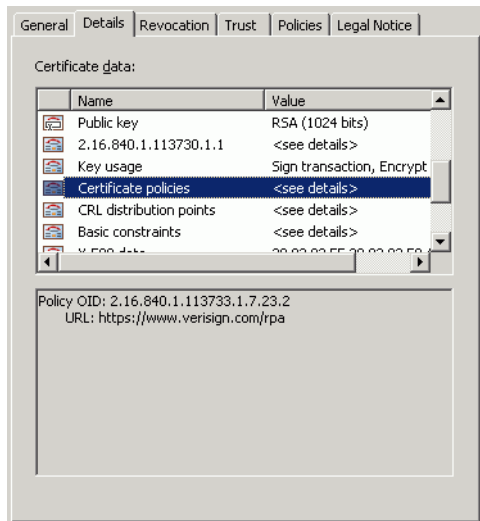 General Details Revocation Trust Policies Legal Notice
Certificate data:
Name Value
Public key RSA (1024 bits)
2.16.840.1.113730.1.1 <see details>
Key usage Sign transaction, Encrypt
Certificate policies <see details>
CRL distribution points <see details>
Basic constraints <see details>
Policy OID: 2.16.840.1.113733.1.7.23.2
URL: https://www.verisign.com/rpa